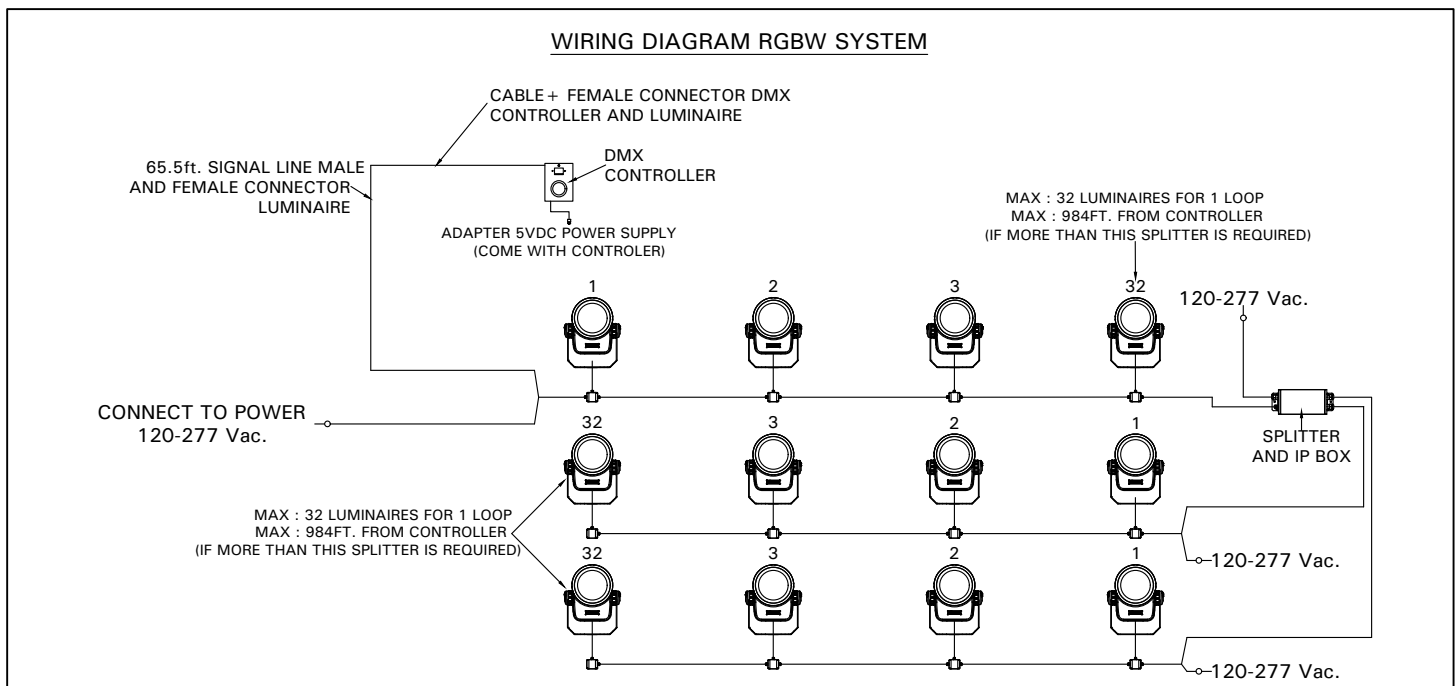 WIRING DIAGRAM RGBW SYSTEM
CABLE+ FEMALE CONNECTOR DMX
CONTROLLER AND LUMINAIRE
65.5ft. SIGNAL LINE MALE
AND FEMALE CONNECTOR
LUMINAIRE
DMX
CONTROLLER
ADAPTER 5VDC POWER SUPPLY
(COME WITH CONTROLER)
MAX : 32 LUMINAIRES FOR 1 LOOP
MAX : 984FT. FROM CONTROLLER
(IF MORE THAN THIS SPLITTER IS REQUIRED)
1 2 3 32
120-277 Vac.
CONNECT TO POWER
120-277 Vac.
SPLITTER
AND IP BOX
32 3 2 1
MAX : 32 LUMINAIRES FOR 1 LOOP
MAX : 984FT. FROM CONTROLLER
(IF MORE THAN THIS SPLITTER IS REQUIRED)
120-277 Vac.
32 3 2 1
120-277 Vac.